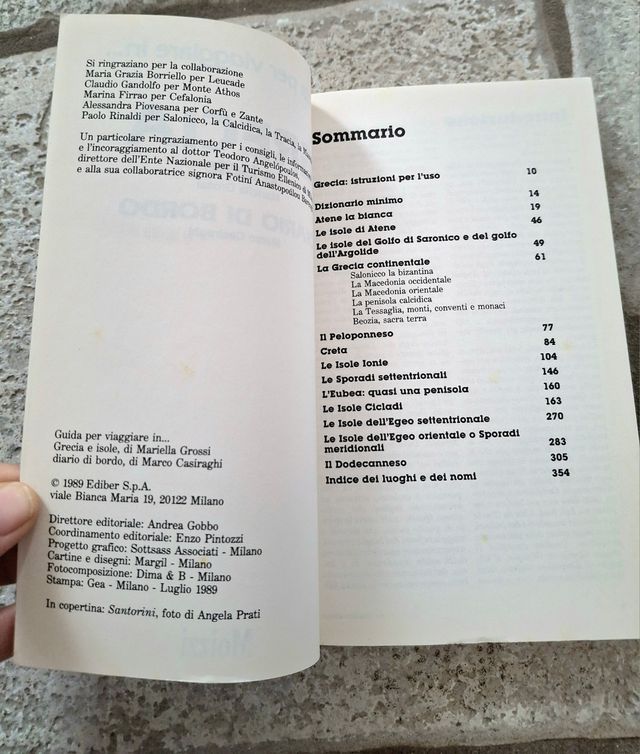 Si ringraziano per la collaborazione
Maria Grazia Borriello per Leucade
Claudio Gandolfo per Monte Athos
Marina Firrao per Cefalonia
Alessandra Piovesana per Corfù e Zante
Paolo Rinaldi per Salonicco, la Calcidica, la Tracia, la
Un particolare ringraziamento per i consigli, le
e l'incoraggiamento al dottor Teodoro Angelópoulos,
direttore dell'Ente Nazionale per il Turismo Ellenico di
e alla sua collaboratrice signora Fotiní Anastopoúlou
Guida per viaggiare in...
Grecia e isole, di Mariella Grossi
diario di bordo, di Marco Casiraghi
© 1989 Ediber S.p.A.
viale Bianca Maria 19, 20122 Milano
Direttore editoriale: Andrea Gobbo
Coordinamento editoriale: Enzo Pintozzi
Progetto grafico: Sottsass Associati - Milano
Cartine e disegni: Margil - Milano
Fotocomposizione: Dima & B - Milano
Stampa: Gea - Milano - Luglio 1989
In copertina: Santorini, foto di Angela Prati
Sommario
Grecia: istruzioni per l'uso 10
Dizionario minimo 14
Atene la bianca 19
Le isole di Atene 46
Le isole del Golfo di Saronico e del golfo
dell'Argolide 49
La Grecia continentale 61
Salonicco la bizantina
La Macedonia occidentale
La Macedonia orientale
La penisola calcidica
La Tessaglia, monti, conventi e monaci
Beozia, sacra terra
Il Peloponneso 77
Creta 84
Le Isole Ionie 104
Le Sporadi settentrionali 146
L'Eubea: quasi una penisola 160
Le Isole Cicladi 163
Le Isole dell'Egeo settentrionale 270
Le Isole dell'Egeo orientale o Sporadi
meridionali 283
Il Dodecanneso 305
Indice dei luoghi e dei nomi 354